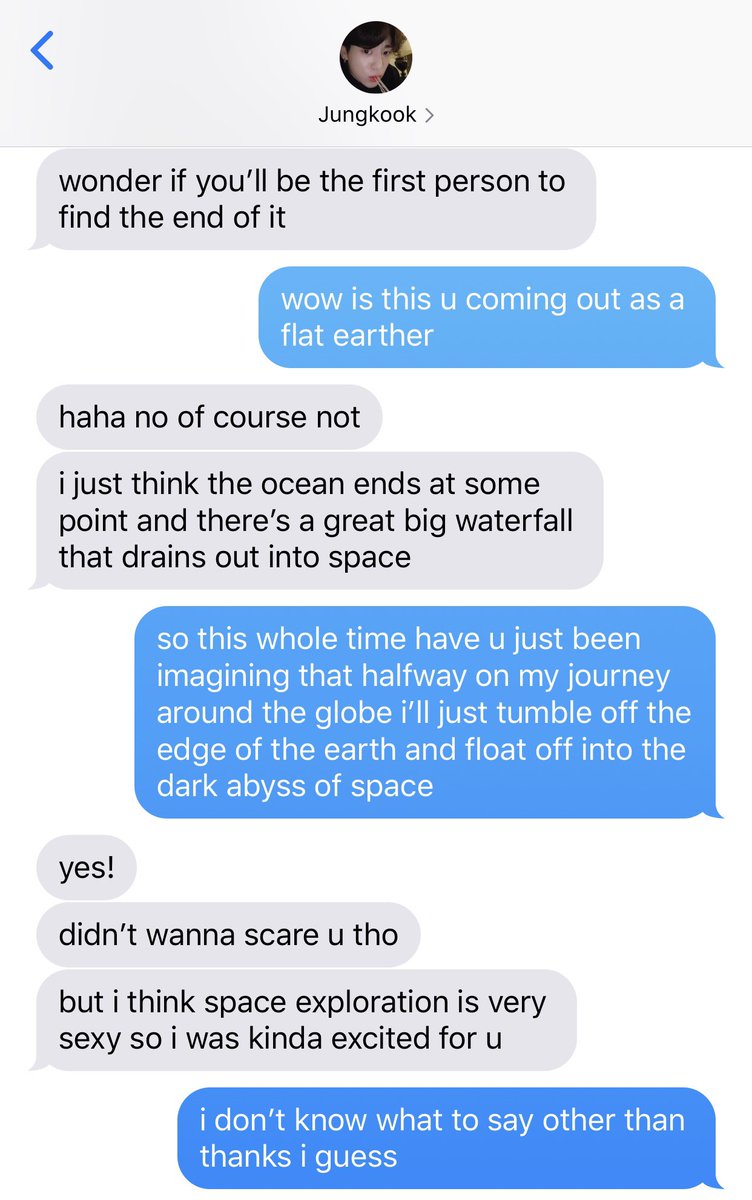 Jungkook
wonder if you’ll be the first person to
find the end of it
wow is this u coming out as a
flat earther
haha no of course not
i just think the ocean ends at some
point and there’s a great big waterfall
that drains out into space
so this whole time have u just been
imagining that halfway on my journey
around the globe i’ll just tumble off the
edge of the earth and float off into the
dark abyss of space
yes!
didn’t wanna scare u tho
but i think space exploration is very
sexy so i was kinda excited for u
i don’t know what to say other than
thanks i guess